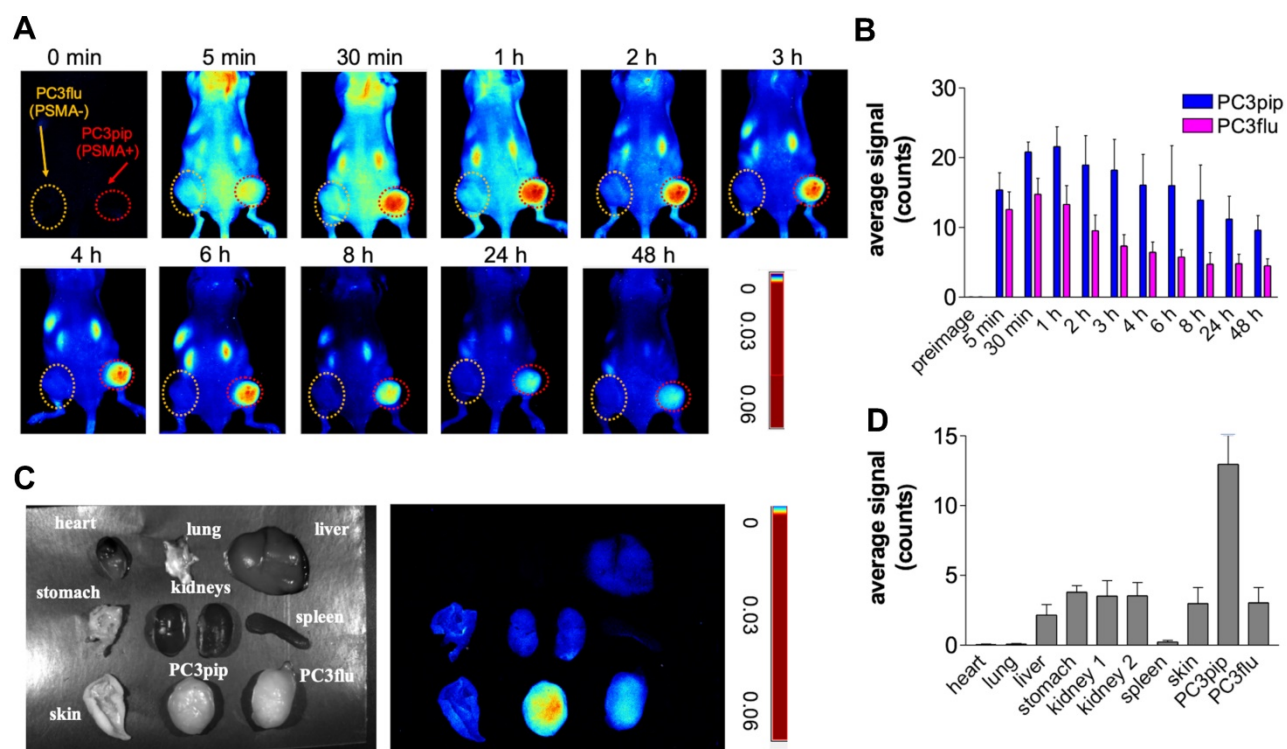 A
0 min
5 min
30 min
1 h
2 h
3 h
PC3flu
(PSMA-)
PC3pip
(PSMA+)
4 h
6 h
8 h
24 h
48 h
0
0.03
0.06
B
30
20
10
0
average signal
(counts)
PC3pip
PC3flu
preimage
5 min
30 min
1 h
2 h
3 h
4 h
6 h
8 h
24 h
48 h
C
heart
lung
liver
stomach
kidneys
spleen
PC3pip
PC3flu
skin
0
0.03
0.06
D
15
10
5
0
average signal
(counts)
heart
lung
liver
stomach
kidney 1
kidney 2
spleen
skin
PC3pip
PC3flu